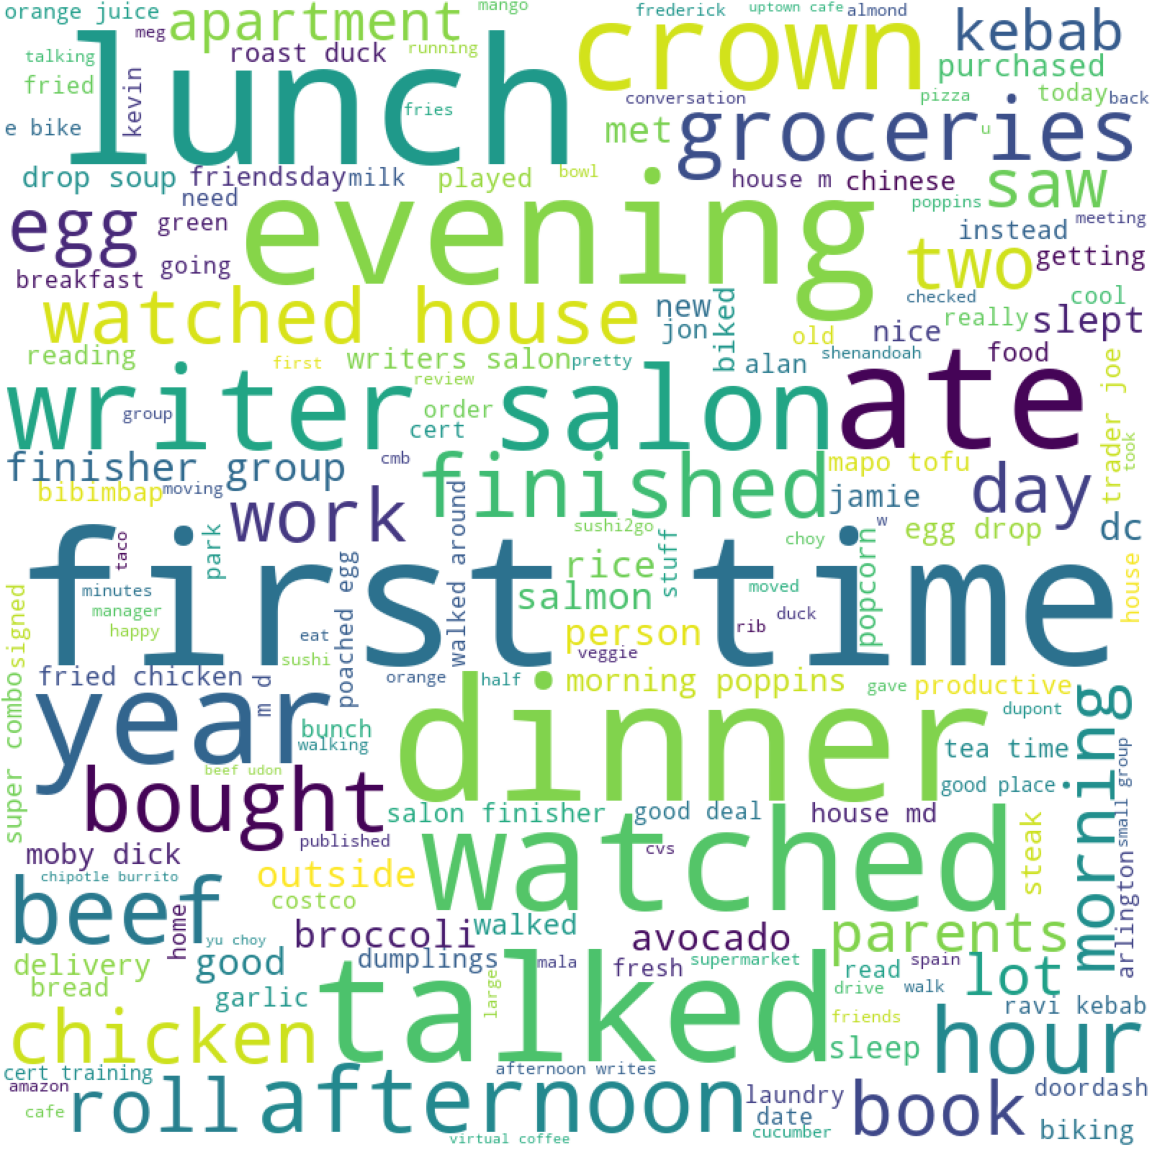 orange juice
apartment
mango
meg
lunch
talking
fried
kevin
roast duck
running
fries
e bike
frederick
uptown cafe
almond
crown
kebab
purchased
conversation
pizza
today
back
met
groceries
u
drop soup
friendsday
milk
played
bowl
house m
chinese
saw
poppins
need
egg
green
evening
instead
meeting
two
getting
breakfast
going
watched house
new
jon
biked
checked
cool
old
nice
really
slept
reading
first
writers salon
pretty
alan
shenandoah
food
review
writer salon
ate
trader joe
group
order
cert
took
finisher group
cmb
finished
mapo tofu
day
bibimbap
moving
work
jamie
walked around
park
taco
sushi2go
stuff
choy
w
popcorn
egg drop
dc
rice
first time
minutes
manager
happy
poached egg
salmon
moved
duck
house
person
rib
eat
veggie
sushi
super combo
signed
fried chicken
m d
orange
half
morning poppins
gave
productive
year
bunch
walking
dinner
dupont
morning
tea time
beef udon
good place
small group
bought
salon finisher
good deal
house md
published
cvs
steak
moby dick
watched
chipotle burrito
outside
costco
arlington
beef
home
broccoli
walked
avocado
parents
yu choy
good
dumplings
mala
fresh
supermarket
read
spain
lot
delivery
bread
garlic
large
talked
drive
walk
ravi kebab
chicken
friends
sleep
hour
cert training
afternoon writes
amazon
roll
afternoon
laundry
date
book
doordash
cafe
virtual coffee
cucumber
biking